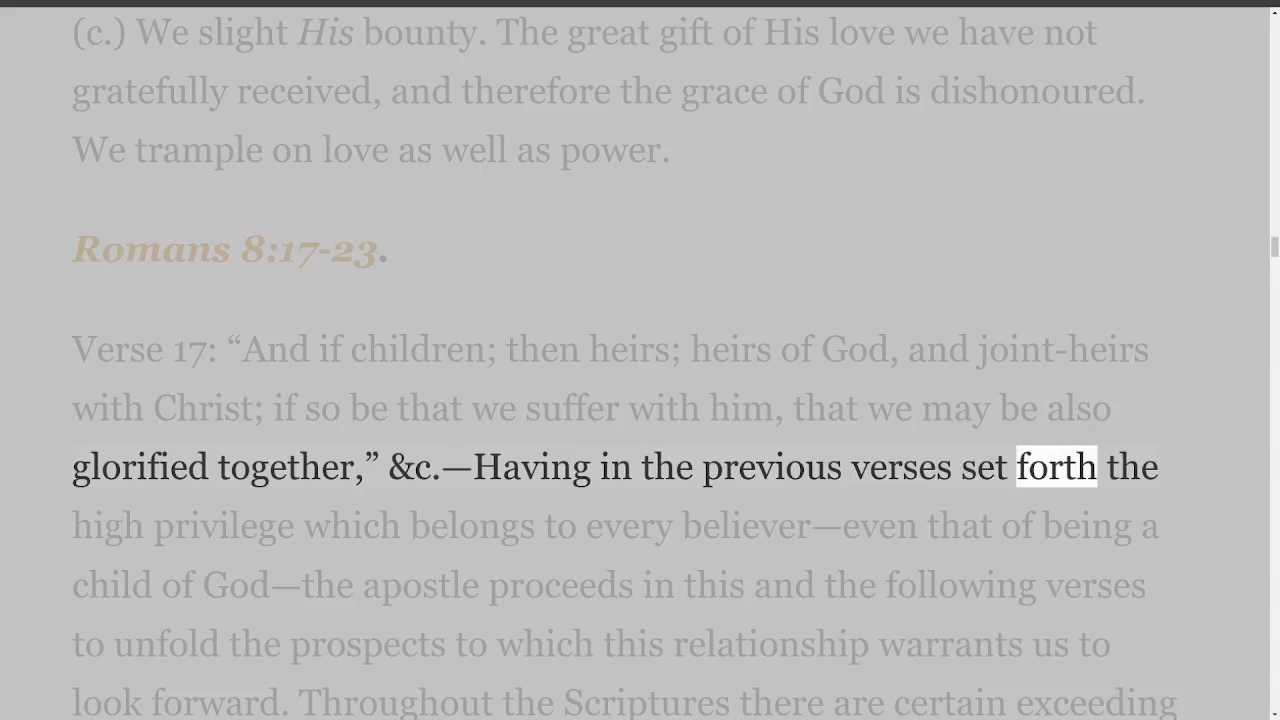 (c.) We slight His bounty. The great gift of His love we have not
gratefully received, and therefore the grace of God is dishonoured.
We trample on love as well as power.
Romans 8:17-23.
Verse 17: “And if children; then heirs; heirs of God, and joint-heirs
with Christ; if so be that we suffer with him, that we may be also
glorified together,” &c.—Having in the previous verses set forth the
high privilege which belongs to every believer—even that of being a
child of God—the apostle proceeds in this and the following verses
to unfold the prospects to which this relationship warrants us to
look forward. Throughout the Scriptures there are certain exceeding